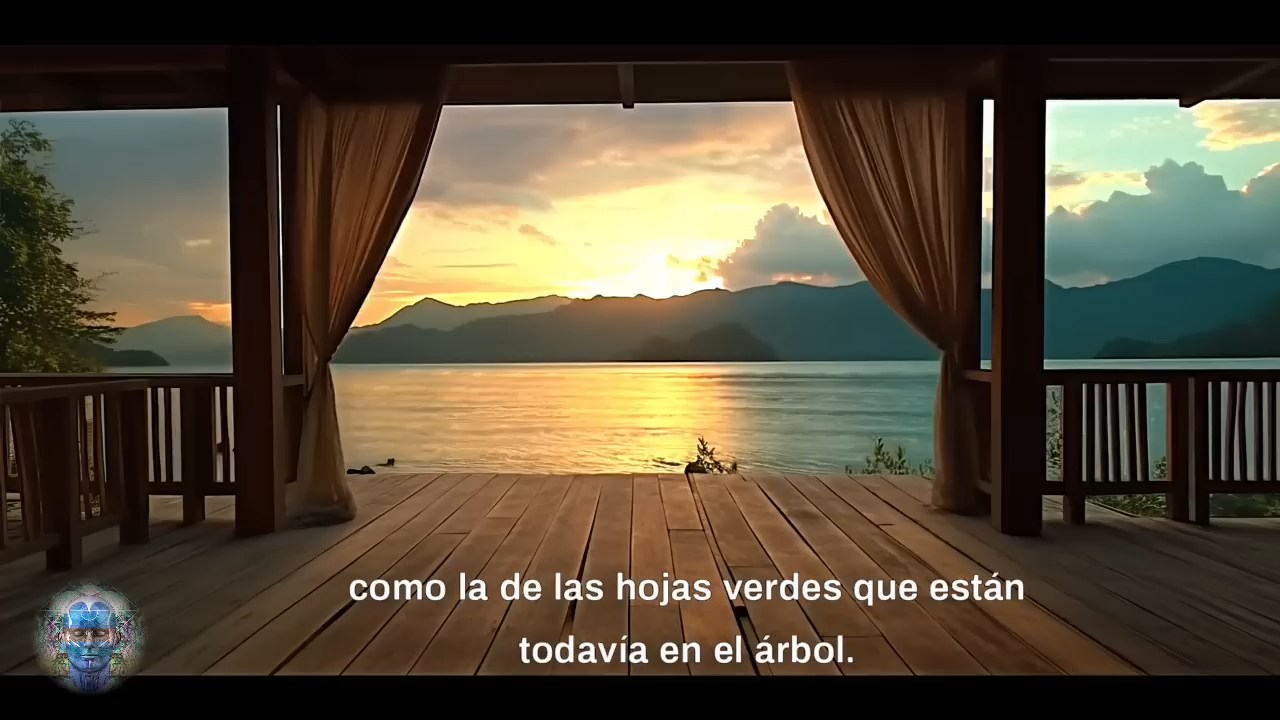 como la de las hojas verdes que están
todavía en el árbol.